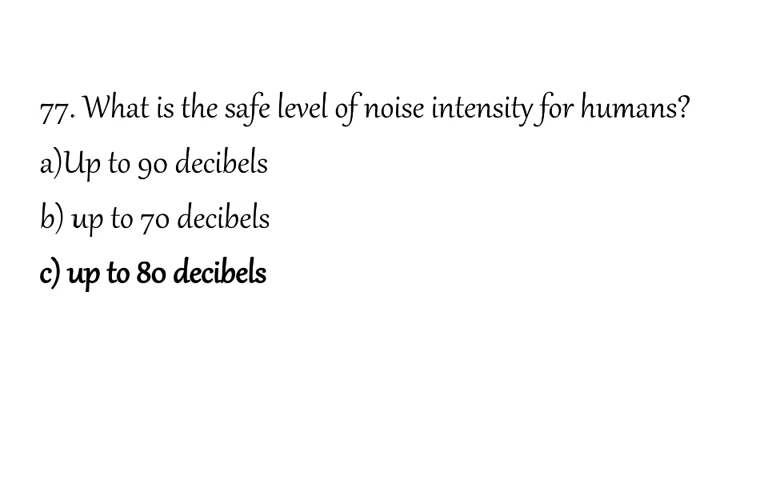 77. What is the safe level of noise intensity for humans?
a)Up to 90 decibels
b) up to 70 decibels
c) up to 80 decibels